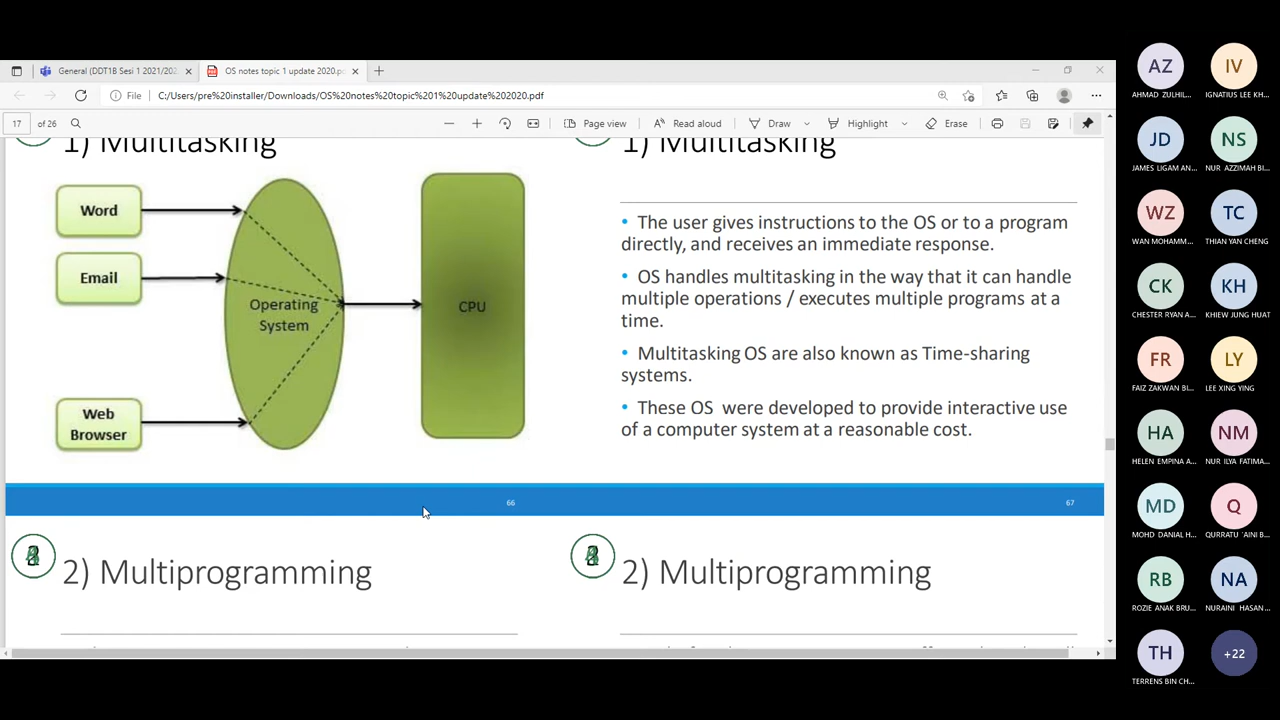 General (DDT1B Sesi 1 2021/202
OS notes topic 1 update 2020.p
File
C:/Users/pre%20installer/Downloads/OS%20notes%20topic%201%20update%202020.pdf
17 of 26
Page view
Read aloud
Draw
Highlight
Erase
1) Multitasking
Word
Email
Web
Browser
Operating
System
CPU
66
1) Multitasking
• The user gives instructions to the OS or to a program
directly, and receives an immediate response.
• OS handles multitasking in the way that it can handle
multiple operations / executes multiple programs at a
time.
• Multitasking OS are also known as Time-sharing
systems.
• These OS were developed to provide interactive use
of a computer system at a reasonable cost.
67
2) Multiprogramming
2) Multiprogramming
AZ
AHMAD ZULHIL...
IV
IGNATIUS LEE KH...
JD
JAMES LIGAM AN...
NS
NUR AZZIMAH BI...
WZ
WAN MOHAMM...
TC
THIAN YAN CHENG
CK
CHESTER RYAN A...
KH
KHIEW JUNG HUAT
FR
FAIZ ZAKWAN BI...
LY
LEE XING YING
HA
HELEN EMPINA A...
NM
NUR ILYA FATIMA...
MD
MOHD DANIAL H...
Q
QURRATU `AINI B...
RB
ROZIE ANAK BRU...
NA
NURAINI HASAN...
TH
TERRENS BIN CH...
+22